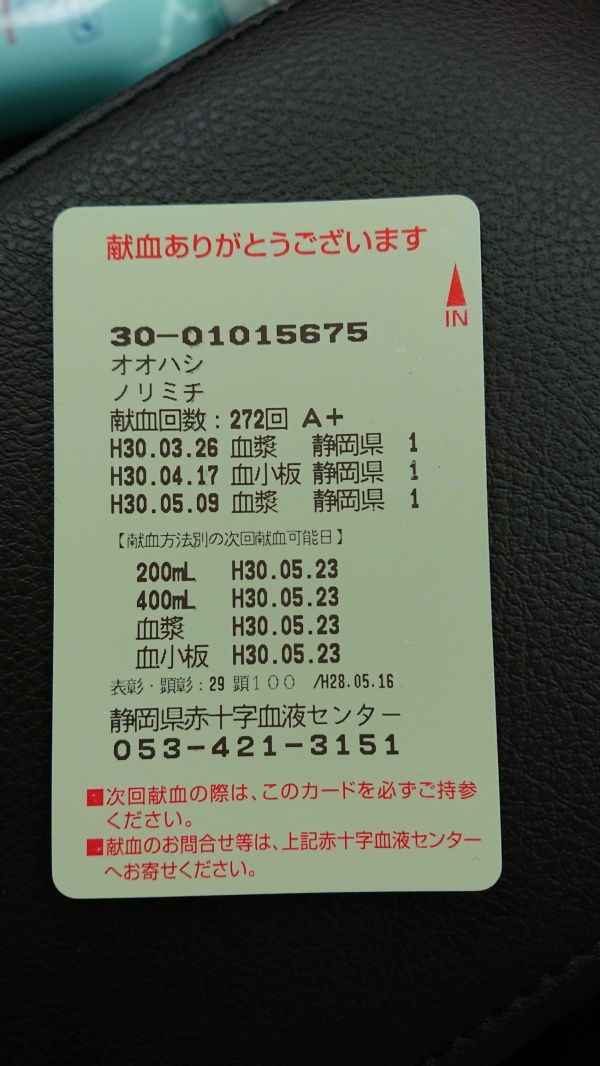 献血ありがとうございます
IN
30-01015675
オオハシ
ノリミチ
献血回数：272回 A+
H30.03.26 血漿 静岡県 1
H30.04.17 血小板 静岡県 1
H30.05.09 血漿 静岡県 1
【献血方法別の次回献血可能日】
200mL H30.05.23
400mL H30.05.23
血漿 H30.05.23
血小板 H30.05.23
表彰・顕彰：29 顕100 /H28.05.16
静岡県赤十字血液センター
053-421-3151
■次回献血の際は、このカードを必ずご持参
ください。
■献血のお問合せ等は、上記赤十字血液センター
へお寄せください。